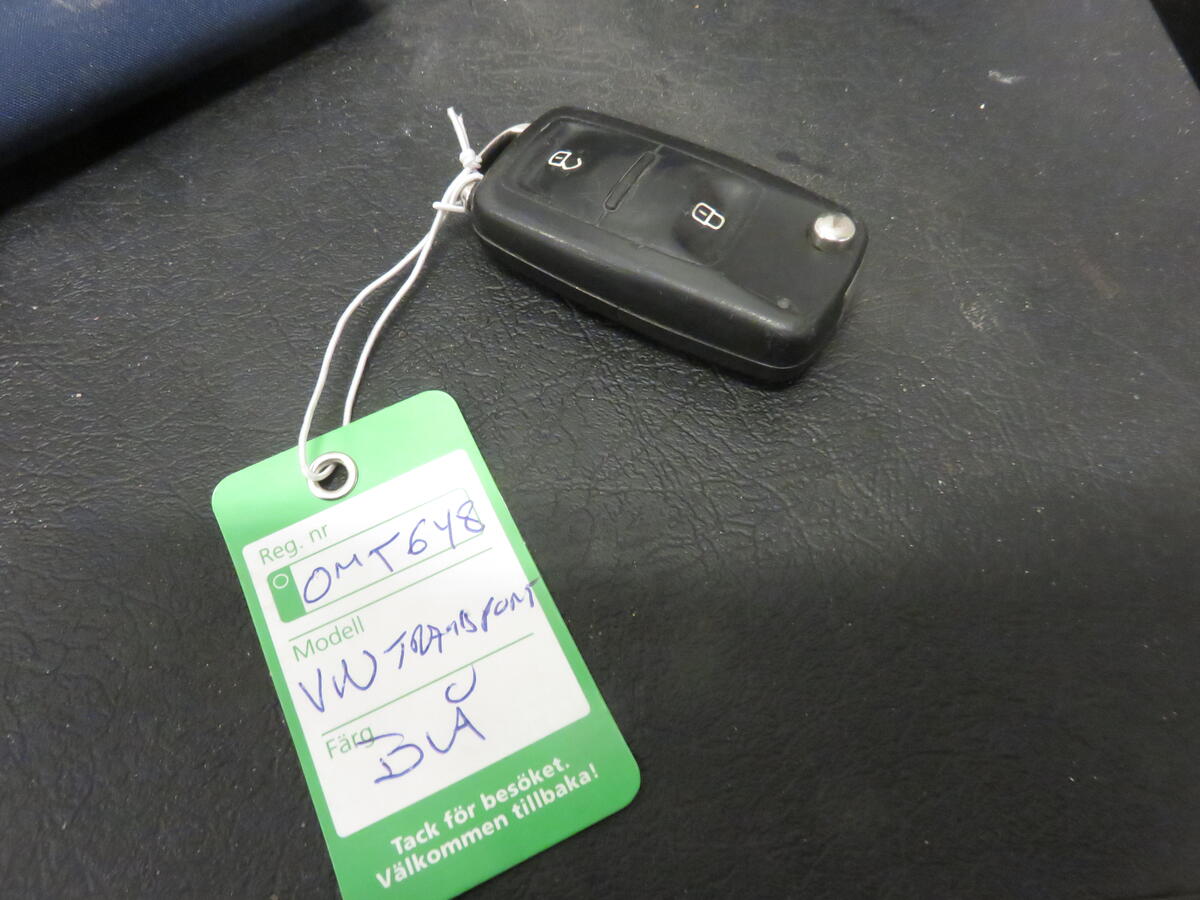 Reg. nr
OMT648
Modell
VW TRANSPORT
Färg
BLÅ
Tack för besöket.
Välkommen tillbaka!